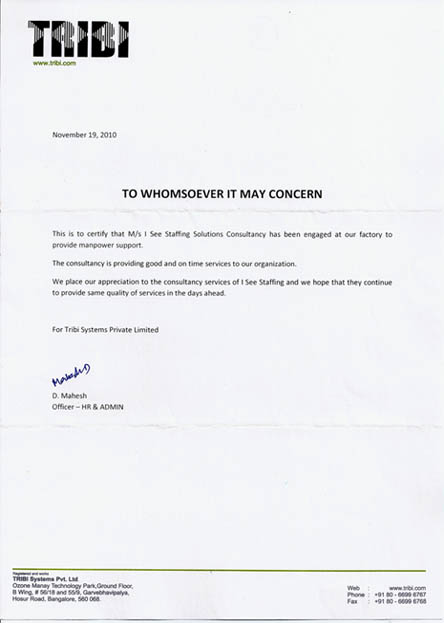 TRIBI
www.tribi.com
November 19, 2010
TO WHOMSOEVER IT MAY CONCERN
This is to certify that M/s I See Staffing Solutions Consultancy has been engaged at our factory to
provide manpower support.
The consultancy is providing good and on time services to our organization.
We place our appreciation to the consultancy services of I See Staffing and we hope that they continue
to provide same quality of services in the days ahead.
For Tribi Systems Private Limited
D. Mahesh
Officer – HR & ADMIN
Registered and works
TRIBI Systems Pvt. Ltd
Ozone Manay Technology Park,Ground Floor,
B Wing, # 56/18 and 55/9, Garvebhavipalya,
Hosur Road, Bangalore, 560 068.
Web : www.tribi.com
Phone : +91 80 - 6699 6767
Fax : +91 80 - 6699 6768